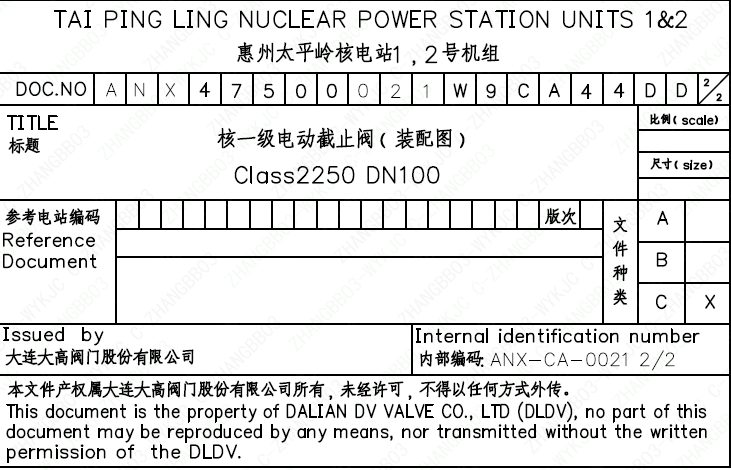 TAI PING LING NUCLEAR POWER STATION UNITS 1&2
惠州太平岭核电站1，2号机组
DOC.NO A N X 4 7 5 0 0 0 2 1 W 9 C A 4 4 D D 2/2
TITLE
标题
核一级电动截止阀（装配图）
Class2250 DN100
比例(scale)
尺寸(size)
参考电站编码
Reference
Document
版次
文件种类
A
B
C X
Issued by
大连大高阀门股份有限公司
Internal identification number
内部编码: ANX-CA-0021 2/2
本文件产权属大连大高阀门股份有限公司所有，未经许可，不得以任何方式外传。
This document is the property of DALIAN DV VALVE CO., LTD (DLDV), no part of this
document may be reproduced by any means, nor transmitted without the written
permission of the DLDV.